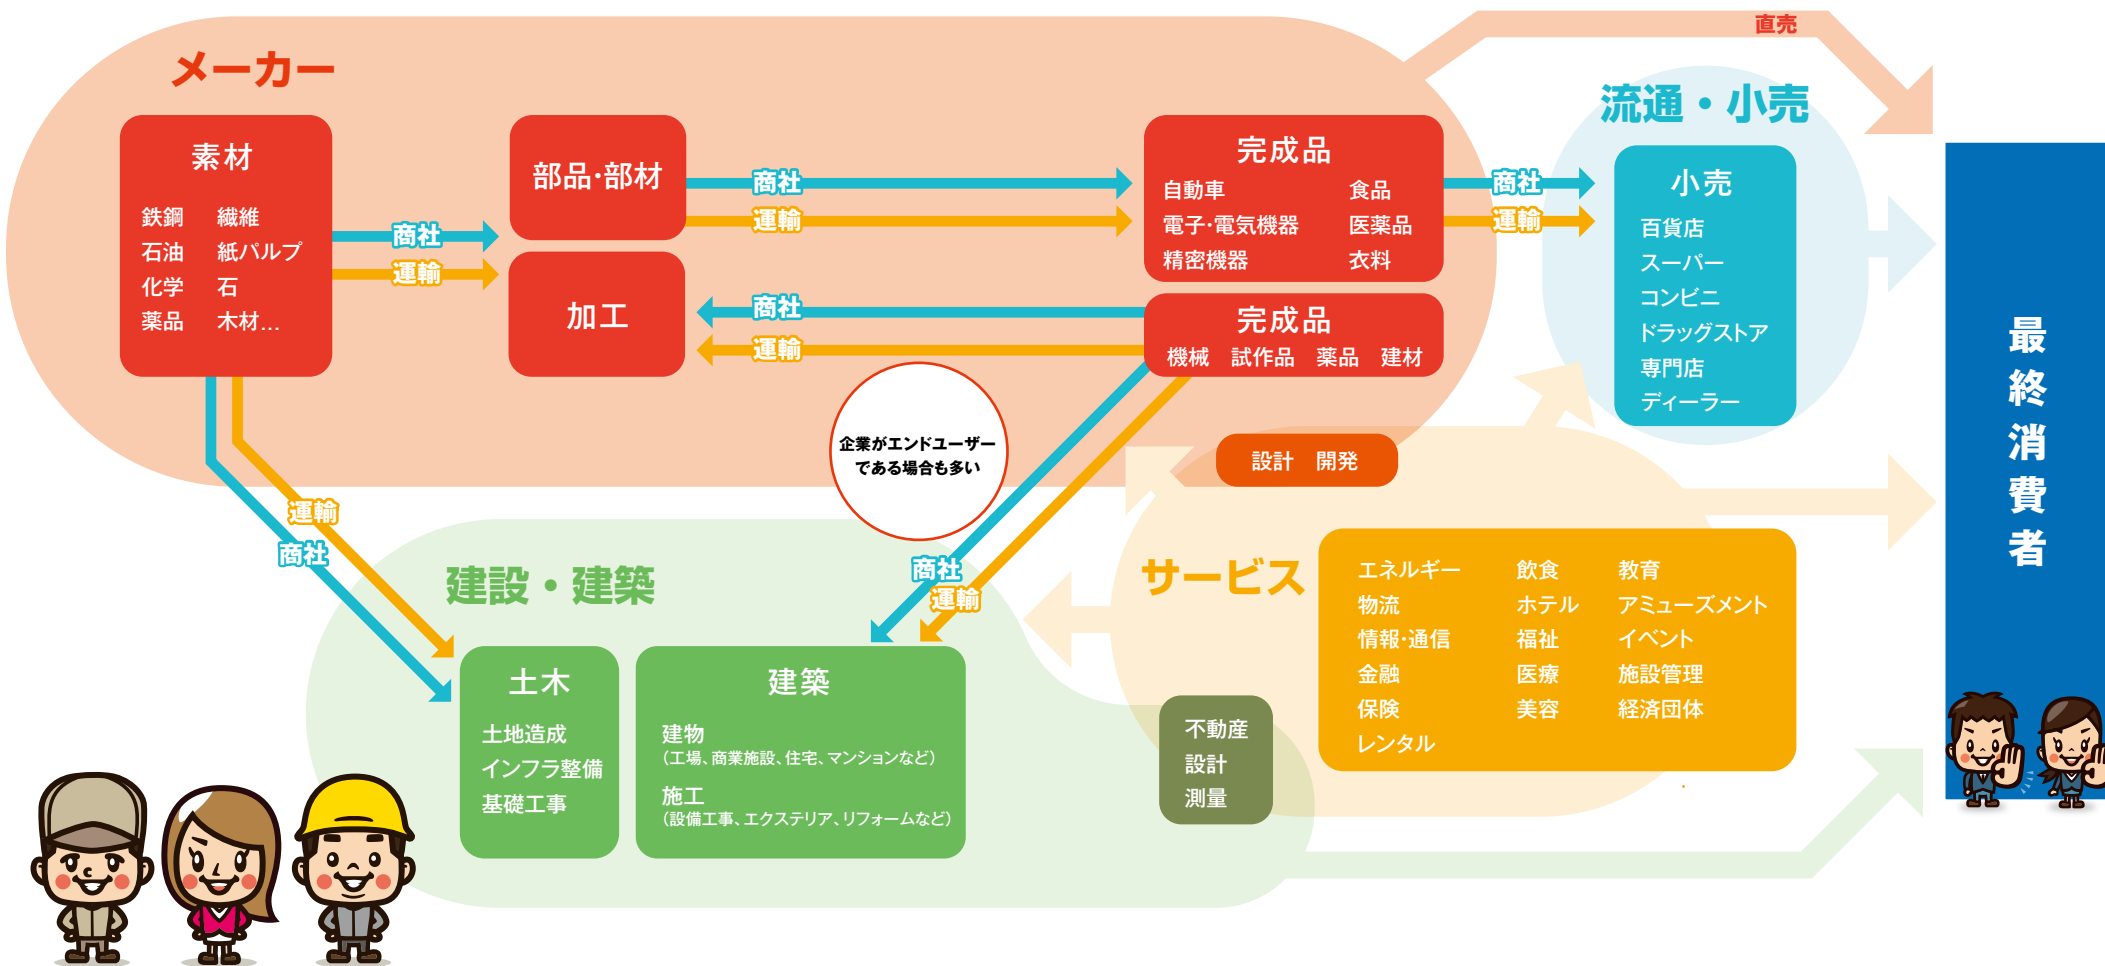 直売
メーカー
素材
鉄鋼 繊維
石油 紙パルプ
化学 石
薬品 木材…
商社
運輸
部品・部材
加工
商社
運輸
商社
運輸
完成品
自動車 食品
電子・電気機器 医薬品
精密機器 衣料
完成品
機械 試作品 薬品 建材
商社
運輸
流通・小売
小売
百貨店
スーパー
コンビニ
ドラッグストア
専門店
ディーラー
企業がエンドユーザー
である場合も多い
設計 開発
運輸
商社
商社
運輸
建設・建築
土木
土地造成
インフラ整備
基礎工事
建築
建物
（工場、商業施設、住宅、マンションなど）
施工
（設備工事、エクステリア、リフォームなど）
サービス
エネルギー 飲食 教育
物流 ホテル アミューズメント
情報・通信 福祉 イベント
金融 医療 施設管理
保険 美容 経済団体
レンタル
不動産
設計
測量
最終消費者